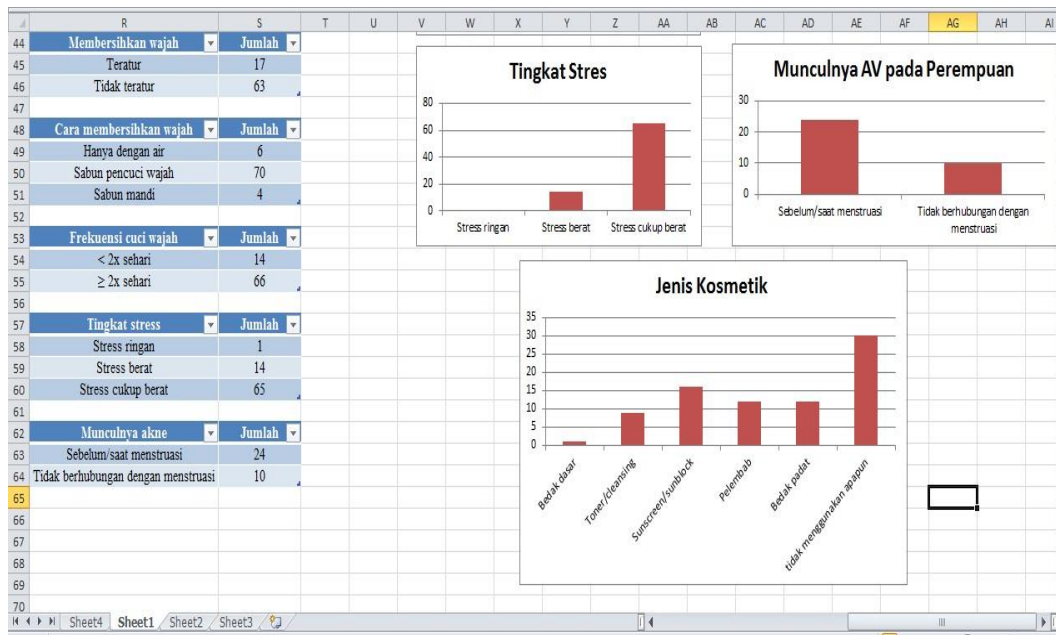 R S T U V W X Y Z AA AB AC AD AE AF AG AH AI
44 Membersihkan wajah Jumlah
45 Teratur 17
46 Tidak teratur 63
47
48 Cara membersihkan wajah Jumlah
49 Hanya dengan air 6
50 Sabun pencuci wajah 70
51 Sabun mandi 4
52
53 Frekuensi cuci wajah Jumlah
54 < 2x sehari 14
55 ≥ 2x sehari 66
56
57 Tingkat stress Jumlah
58 Stress ringan 1
59 Stress berat 14
60 Stress cukup berat 65
61
62 Munculnya akne Jumlah
63 Sebelum/saat menstruasi 24
64 Tidak berhubungan dengan menstruasi 10
65
66
67
68
69
70
Tingkat Stres
80
60
40
20
0
Stress ringan Stress berat Stress cukup berat
Munculnya AV pada Perempuan
30
20
10
0
Sebelum/saat menstruasi Tidak berhubungan dengan
menstruasi
Jenis Kosmetik
35
30
25
20
15
10
5
0
Bedak dasar
Toner/cleansing
Sunscreen/sunblock
Pelembab
Bedak padat
tidak menggunakan apapun
Sheet4 Sheet1 Sheet2 Sheet3